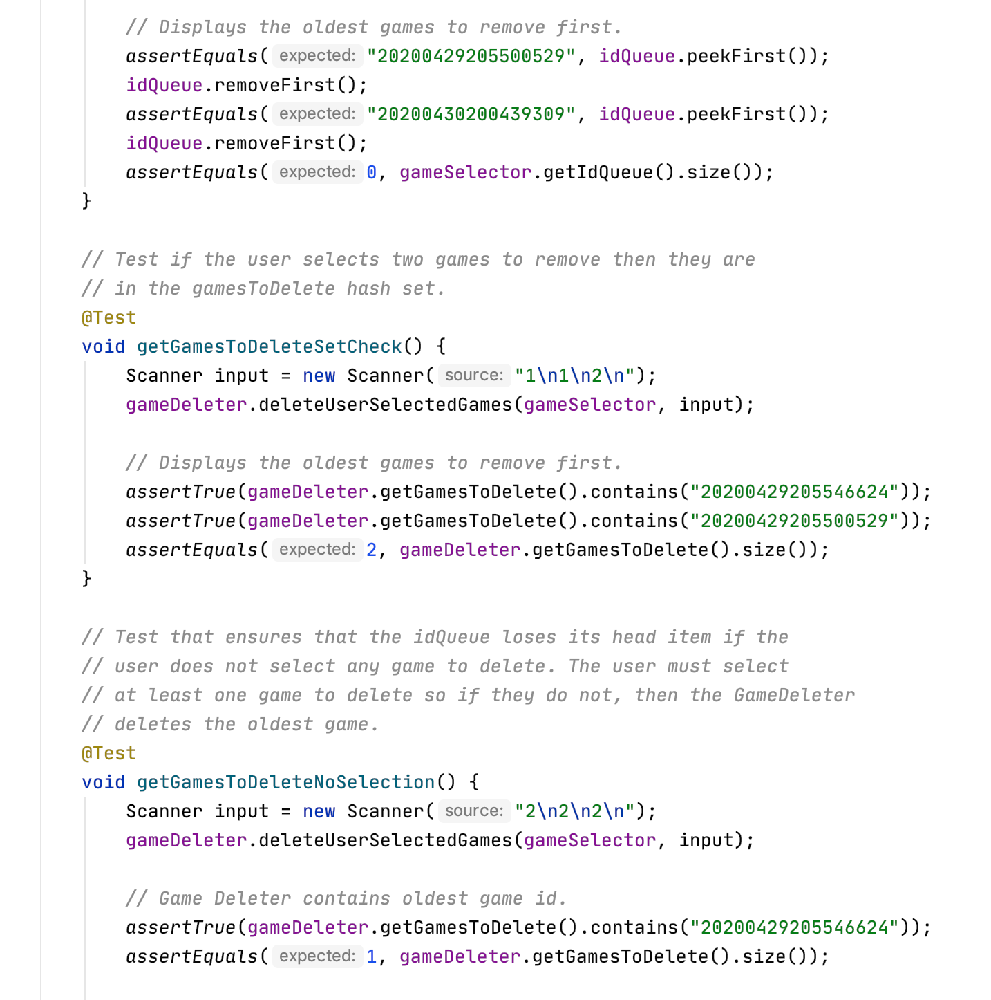 // Displays the oldest games to remove first.
assertEquals( expected: "20200429205500529", idQueue.peekFirst());
idQueue.removeFirst();
assertEquals( expected: "20200430200439309", idQueue.peekFirst());
idQueue.removeFirst();
assertEquals( expected: 0, gameSelector.getIdQueue().size());
}
// Test if the user selects two games to remove then they are
// in the gamesToDelete hash set.
@Test
void getGamesToDeleteSetCheck() {
Scanner input = new Scanner( source: "1\n1\n2\n");
gameDeleter.deleteUserSelectedGames(gameSelector, input);
// Displays the oldest games to remove first.
assertTrue(gameDeleter.getGamesToDelete().contains("20200429205546624"));
assertTrue(gameDeleter.getGamesToDelete().contains("20200429205500529"));
assertEquals( expected: 2, gameDeleter.getGamesToDelete().size());
}
// Test that ensures that the idQueue loses its head item if the
// user does not select any game to delete. The user must select
// at least one game to delete so if they do not, then the GameDeleter
// deletes the oldest game.
@Test
void getGamesToDeleteNoSelection() {
Scanner input = new Scanner( source: "2\n2\n2\n");
gameDeleter.deleteUserSelectedGames(gameSelector, input);
// Game Deleter contains oldest game id.
assertTrue(gameDeleter.getGamesToDelete().contains("20200429205546624"));
assertEquals( expected: 1, gameDeleter.getGamesToDelete().size());